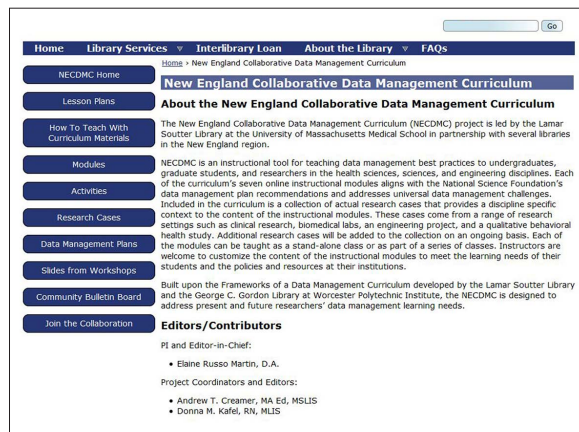 Go
Home Library Services ▼ Interlibrary Loan About the Library ▼ FAQs
Home › New England Collaborative Data Management Curriculum
NECDMC Home
Lesson Plans
How To Teach With
Curriculum Materials
Modules
Activities
Research Cases
Data Management Plans
Slides from Workshops
Community Bulletin Board
Join the Collaboration
New England Collaborative Data Management Curriculum
About the New England Collaborative Data Management Curriculum
The New England Collaborative Data Management Curriculum (NECDMC) project is led by the Lamar
Soutter Library at the University of Massachusetts Medical School in partnership with several libraries
in the New England region.
NECDMC is an instructional tool for teaching data management best practices to undergraduates,
graduate students, and researchers in the health sciences, sciences, and engineering disciplines. Each
of the curriculum's seven online instructional modules aligns with the National Science Foundation's
data management plan recommendations and addresses universal data management challenges.
Included in the curriculum is a collection of actual research cases that provides a discipline specific
context to the content of the instructional modules. These cases come from a range of research
settings such as clinical research, biomedical labs, an engineering project, and a qualitative behavioral
health study. Additional research cases will be added to the collection on an ongoing basis. Each of
the modules can be taught as a stand-alone class or as part of a series of classes. Instructors are
welcome to customize the content of the instructional modules to meet the learning needs of their
students and the policies and resources at their institutions.
Built upon the Frameworks of a Data Management Curriculum developed by the Lamar Soutter Library
and the George C. Gordon Library at Worcester Polytechnic Institute, the NECDMC is designed to
address present and future researchers' data management learning needs.
Editors/Contributors
PI and Editor-in-Chief:
• Elaine Russo Martin, D.A.
Project Coordinators and Editors:
• Andrew T. Creamer, MA Ed, MSLIS
• Donna M. Kafel, RN, MLIS